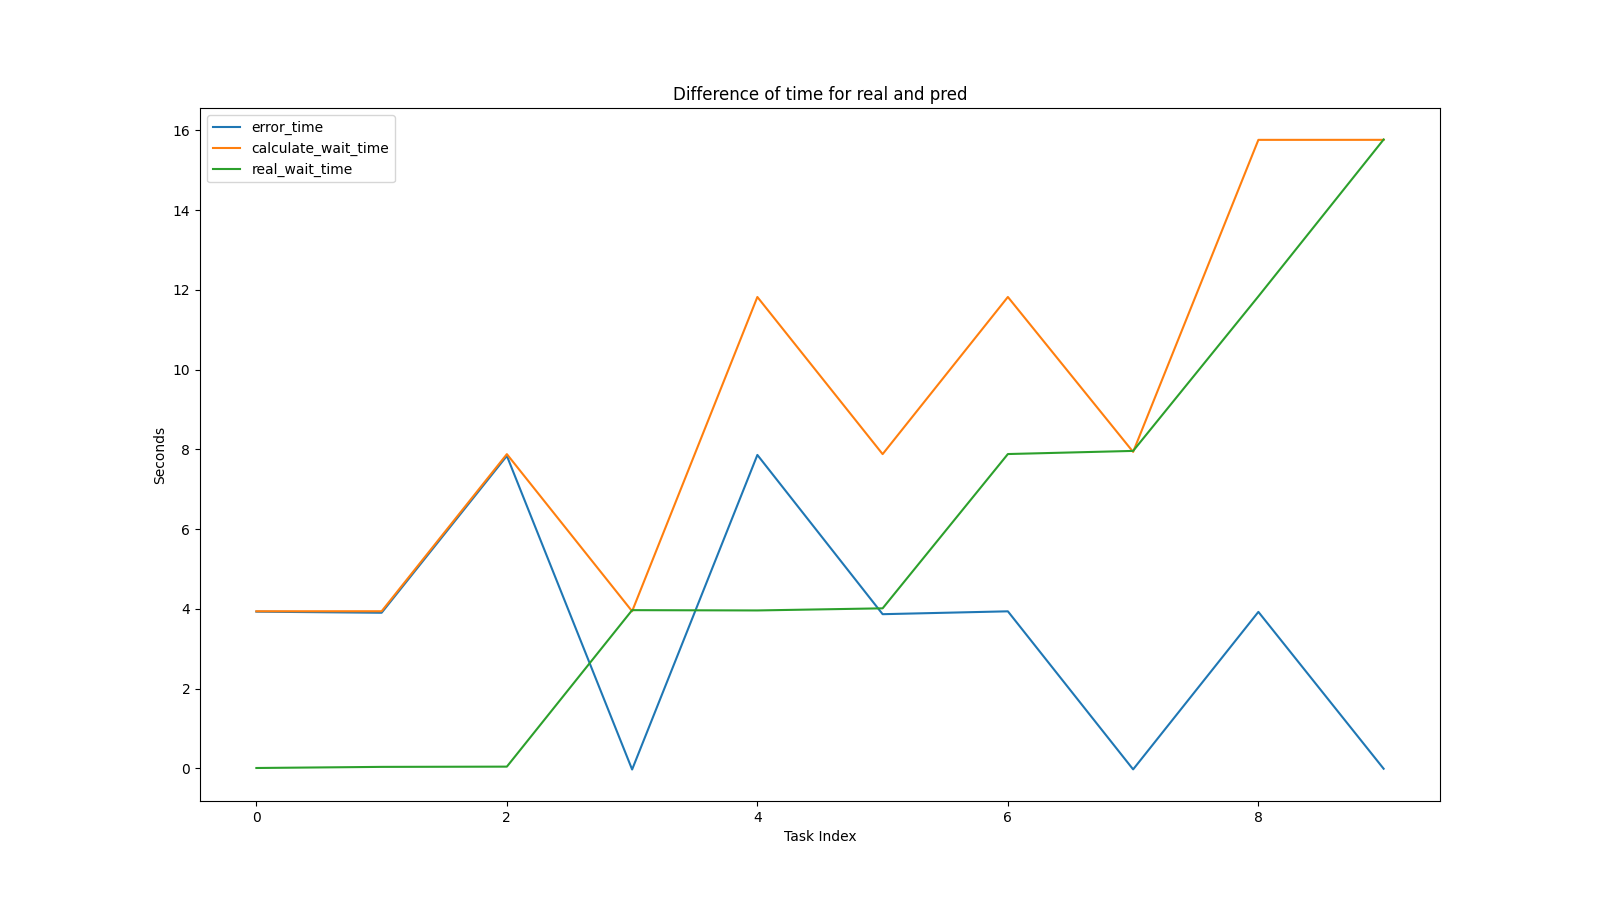 Difference of time for real and pred
error_time
calculate_wait_time
real_wait_time
16
14
12
10
8
6
4
2
0
Seconds
0 2 4 6 8
Task Index